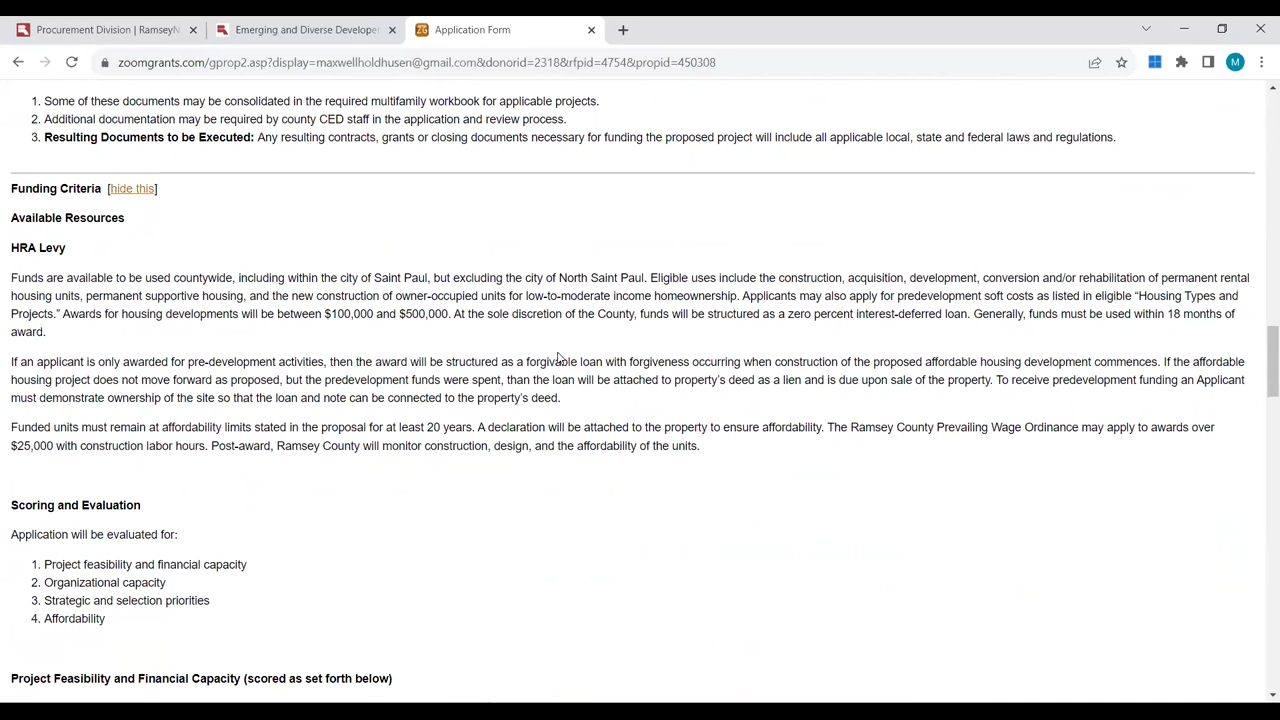 Procurement Division | RamseyN
Emerging and Diverse Develope
Application Form
zoomgrants.com/gprop2.asp?display=maxwellholdhusen@gmailtom&donorid=2318&rfpid=4754&propid=450308
M
1. Some of these documents may be consolidated in the required multifamily workbook for applicable projects.
2. Additional documentation may be required by county CED staff in the application and review process.
3. Resulting Documents to be Executed: Any resulting contracts, grants or closing documents necessary for funding the proposed project will include all applicable local, state and federal laws and regulations.
Funding Criteria [hide this]
Available Resources
HRA Levy
Funds are available to be used countywide, including within the city of Saint Paul, but excluding the city of North Saint Paul. Eligible uses include the construction, acquisition, development, conversion and/or rehabilitation of permanent rental
housing units, permanent supportive housing, and the new construction of owner-occupied units for low-to-moderate income homeownership. Applicants may also apply for predevelopment soft costs as listed in eligible “Housing Types and
Projects.” Awards for housing developments will be between $100,000 and $500,000. At the sole discretion of the County, funds will be structured as a zero percent interest-deferred loan. Generally, funds must be used within 18 months of
award.
If an applicant is only awarded for pre-development activities, then the award will be structured as a forgivable loan with forgiveness occurring when construction of the proposed affordable housing development commences. If the affordable
housing project does not move forward as proposed, but the predevelopment funds were spent, than the loan will be attached to property’s deed as a lien and is due upon sale of the property. To receive predevelopment funding an Applicant
must demonstrate ownership of the site so that the loan and note can be connected to the property’s deed.
Funded units must remain at affordability limits stated in the proposal for at least 20 years. A declaration will be attached to the property to ensure affordability. The Ramsey County Prevailing Wage Ordinance may apply to awards over
$25,000 with construction labor hours. Post-award, Ramsey County will monitor construction, design, and the affordability of the units.
Scoring and Evaluation
Application will be evaluated for:
1. Project feasibility and financial capacity
2. Organizational capacity
3. Strategic and selection priorities
4. Affordability
Project Feasibility and Financial Capacity (scored as set forth below)